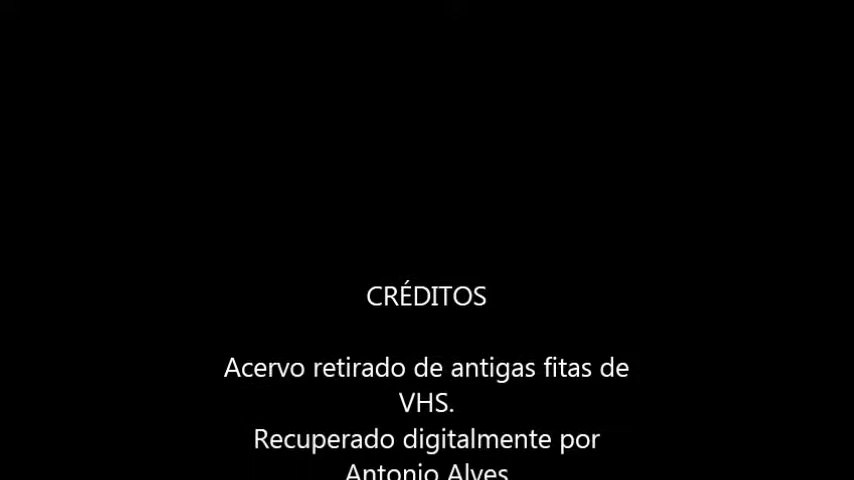 CRÉDITOS
Acervo retirado de antigas fitas de
VHS.
Recuperado digitalmente por
Antonio Alves